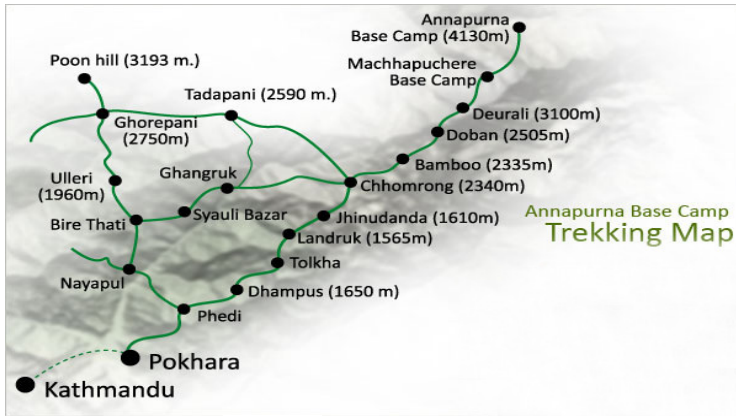 Annapurna
Base Camp (4130m)
Poon hill (3193 m.)
Machhapuchere
Base Camp
Tadapani (2590 m.)
Deurali (3100m)
Ghorepani
(2750m)
Doban (2505m)
Bamboo (2335m)
Ulleri
(1960m)
Ghangruk
Chhomrong (2340m)
Syauli Bazar
Jhinudanda (1610m)
Annapurna Base Camp
Trekking Map
Bire Thati
Landruk (1565m)
Tolkha
Nayapul
Dhampus (1650 m)
Phedi
Pokhara
Kathmandu